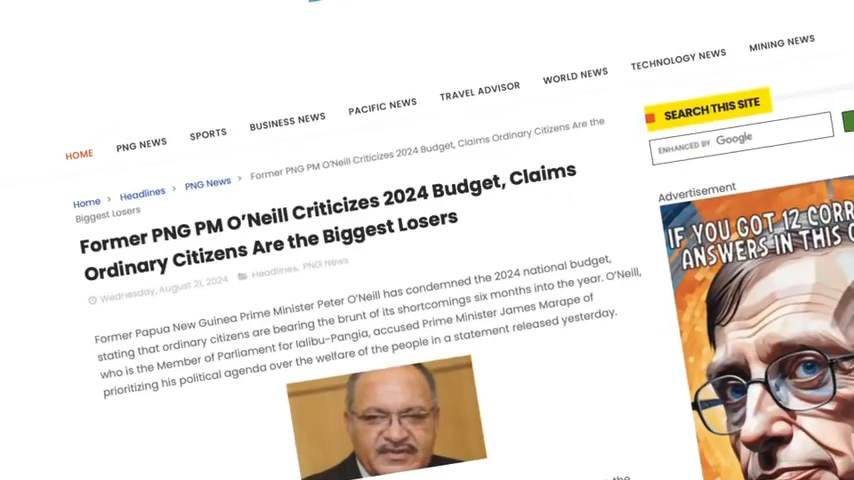 HOME PNG NEWS SPORTS BUSINESS NEWS PACIFIC NEWS TRAVEL ADVISOR WORLD NEWS TECHNOLOGY NEWS MINING NEWS
Home > Headlines > PNG News > Former PNG PM O'Neill Criticizes 2024 Budget, Claims Ordinary Citizens Are the
Biggest Losers
Former PNG PM O'Neill Criticizes 2024 Budget, Claims
Ordinary Citizens Are the Biggest Losers
Wednesday, August 21, 2024 Headlines, PNG News
Former Papua New Guinea Prime Minister Peter O'Neill has condemned the 2024 national budget,
stating that ordinary citizens are bearing the brunt of its shortcomings six months into the year. O'Neill,
who is the Member of Parliament for Ialibu-Pangia, accused Prime Minister James Marape of
prioritizing his political agenda over the welfare of the people in a statement released yesterday.
SEARCH THIS SITE
ENHANCED BY Google
Advertisement
IF YOU GOT 12
ANSWERS IN THIS